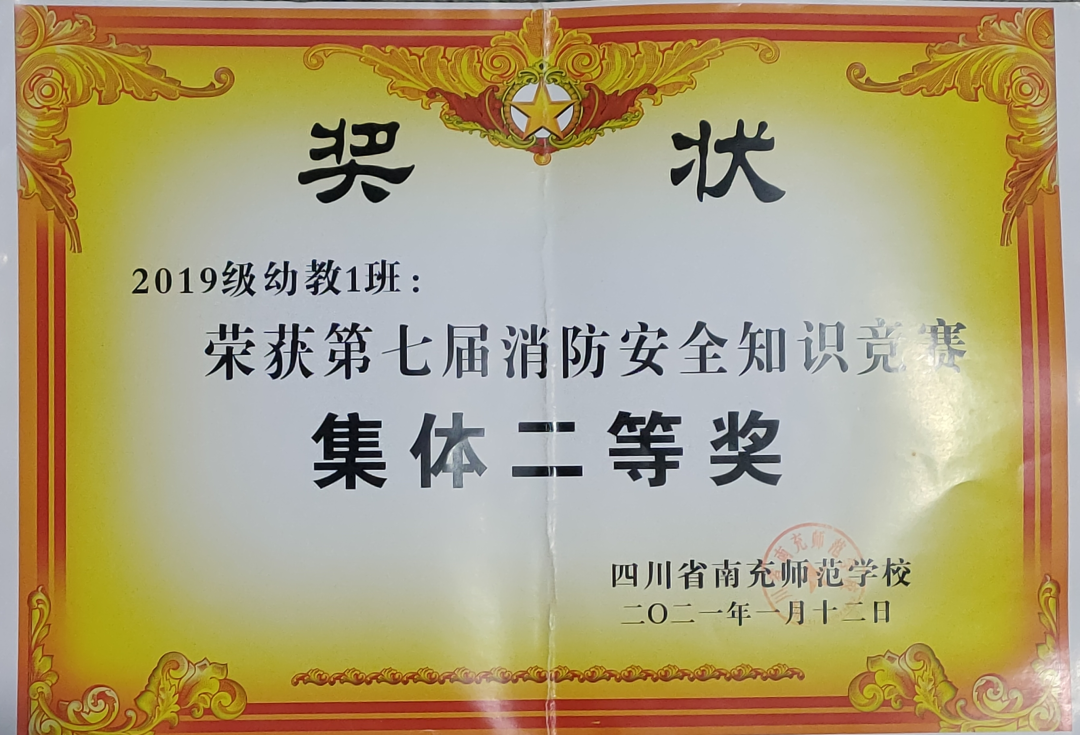 奖状
2019级幼教1班：
荣获第七届消防安全知识竞赛
集体二等奖
四川省南充师范学校
二〇二一年一月十二日